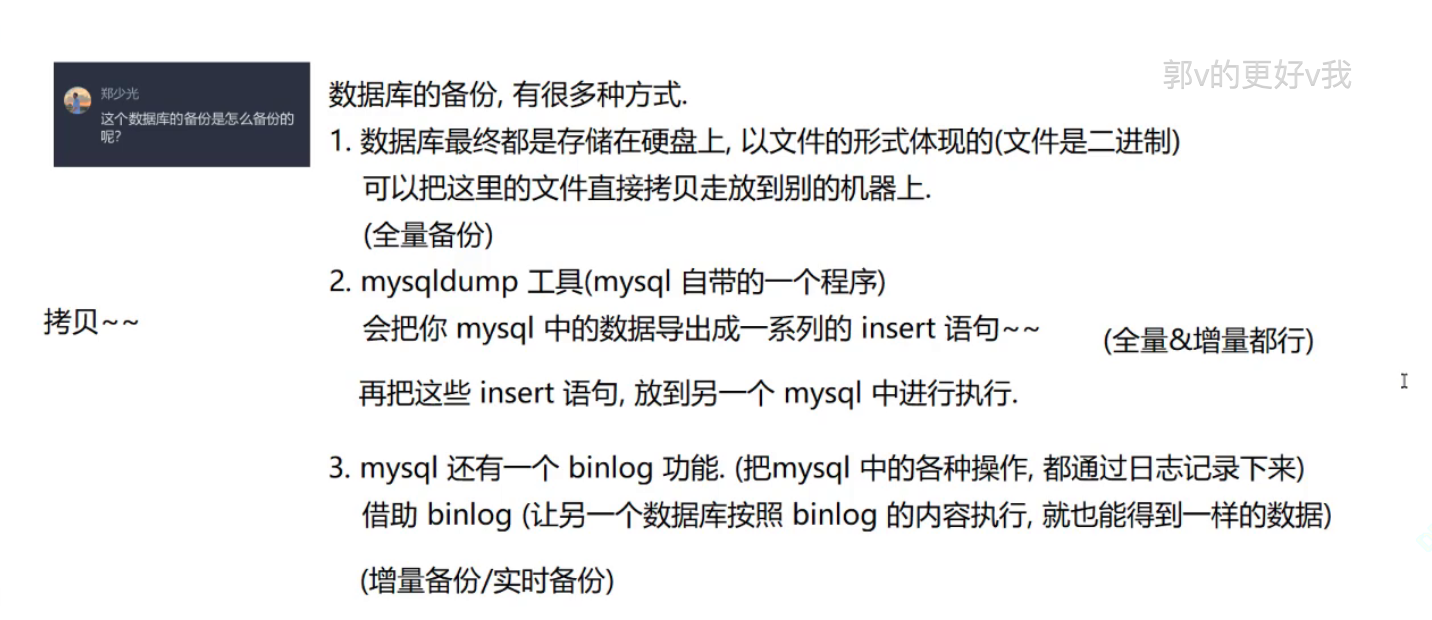 郭v的更好v我
郑少光
这个数据库的备份是怎么备份的
呢?
数据库的备份, 有很多种方式.
1. 数据库最终都是存储在硬盘上, 以文件的形式体现的(文件是二进制)
可以把这里的文件直接拷贝走放到别的机器上.
(全量备份)
2. mysqldump 工具(mysql 自带的一个程序)
拷贝~~
会把你 mysql 中的数据导出成一系列的 insert 语句~~
(全量&增量都行)
再把这些 insert 语句, 放到另一个 mysql 中进行执行.
3. mysql 还有一个 binlog 功能. (把mysql 中的各种操作, 都通过日志记录下来)
借助 binlog (让另一个数据库按照 binlog 的内容执行, 就也能得到一样的数据)
(增量备份/实时备份)